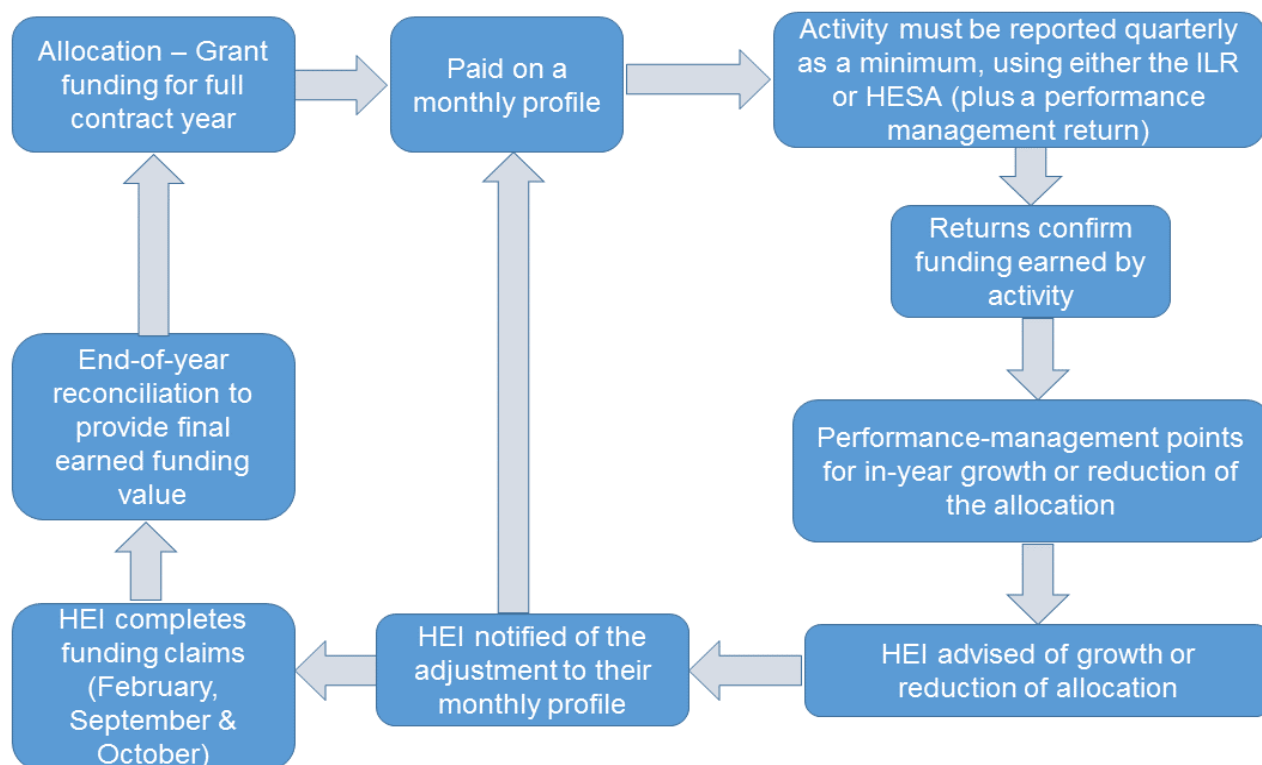 Allocation – Grant
funding for full
contract year
Paid on a
monthly profile
Activity must be reported quarterly
as a minimum, using either the ILR
or HESA (plus a performance
management return)
Returns confirm
funding earned by
activity
Performance-management points
for in-year growth or reduction of
the allocation
HEI advised of growth or
reduction of allocation
HEI notified of the
adjustment to their
monthly profile
HEI completes
funding claims
(February,
September &
October)
End-of-year
reconciliation to
provide final
earned funding
value